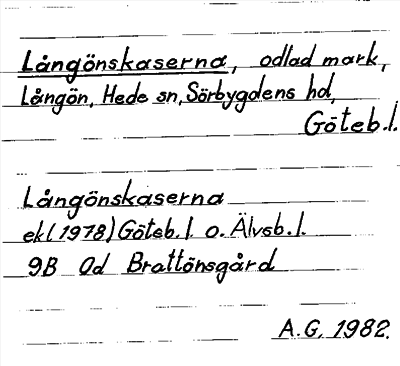 Långönskaserna, odlad mark,
Långön, Hede sn, Sörbygdens hd,
Göteb. l.
Långönskaserna
ek (1978) Göteb. l o. Älvsb. l.
9B 0d Brattönsgård
A.G. 1982.